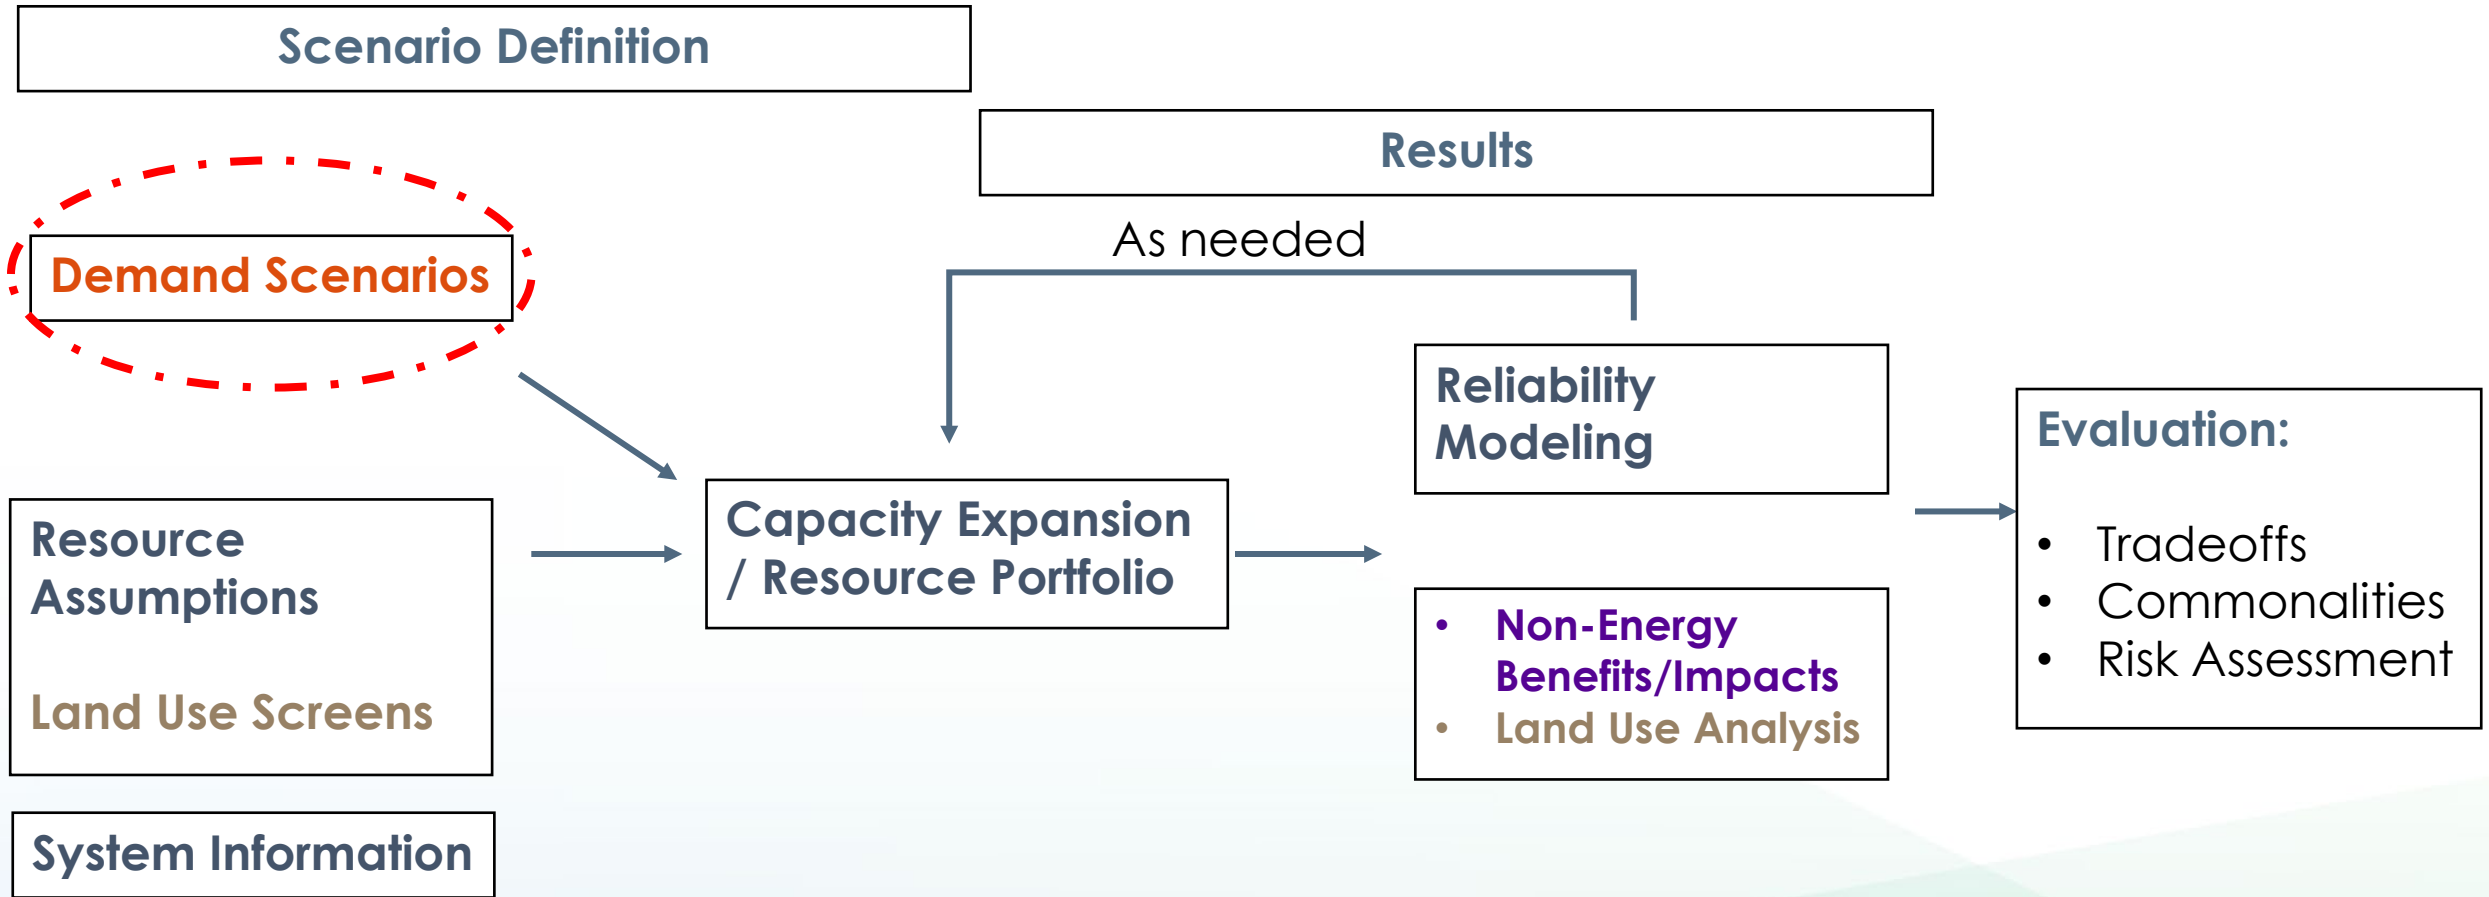 Scenario Definition
Results
As needed
Demand Scenarios
Resource
Assumptions
Land Use Screens
System Information
Capacity Expansion
/ Resource Portfolio
Reliability
Modeling
• Non-Energy
Benefits/Impacts
• Land Use Analysis
Evaluation:
• Tradeoffs
• Commonalities
• Risk Assessment